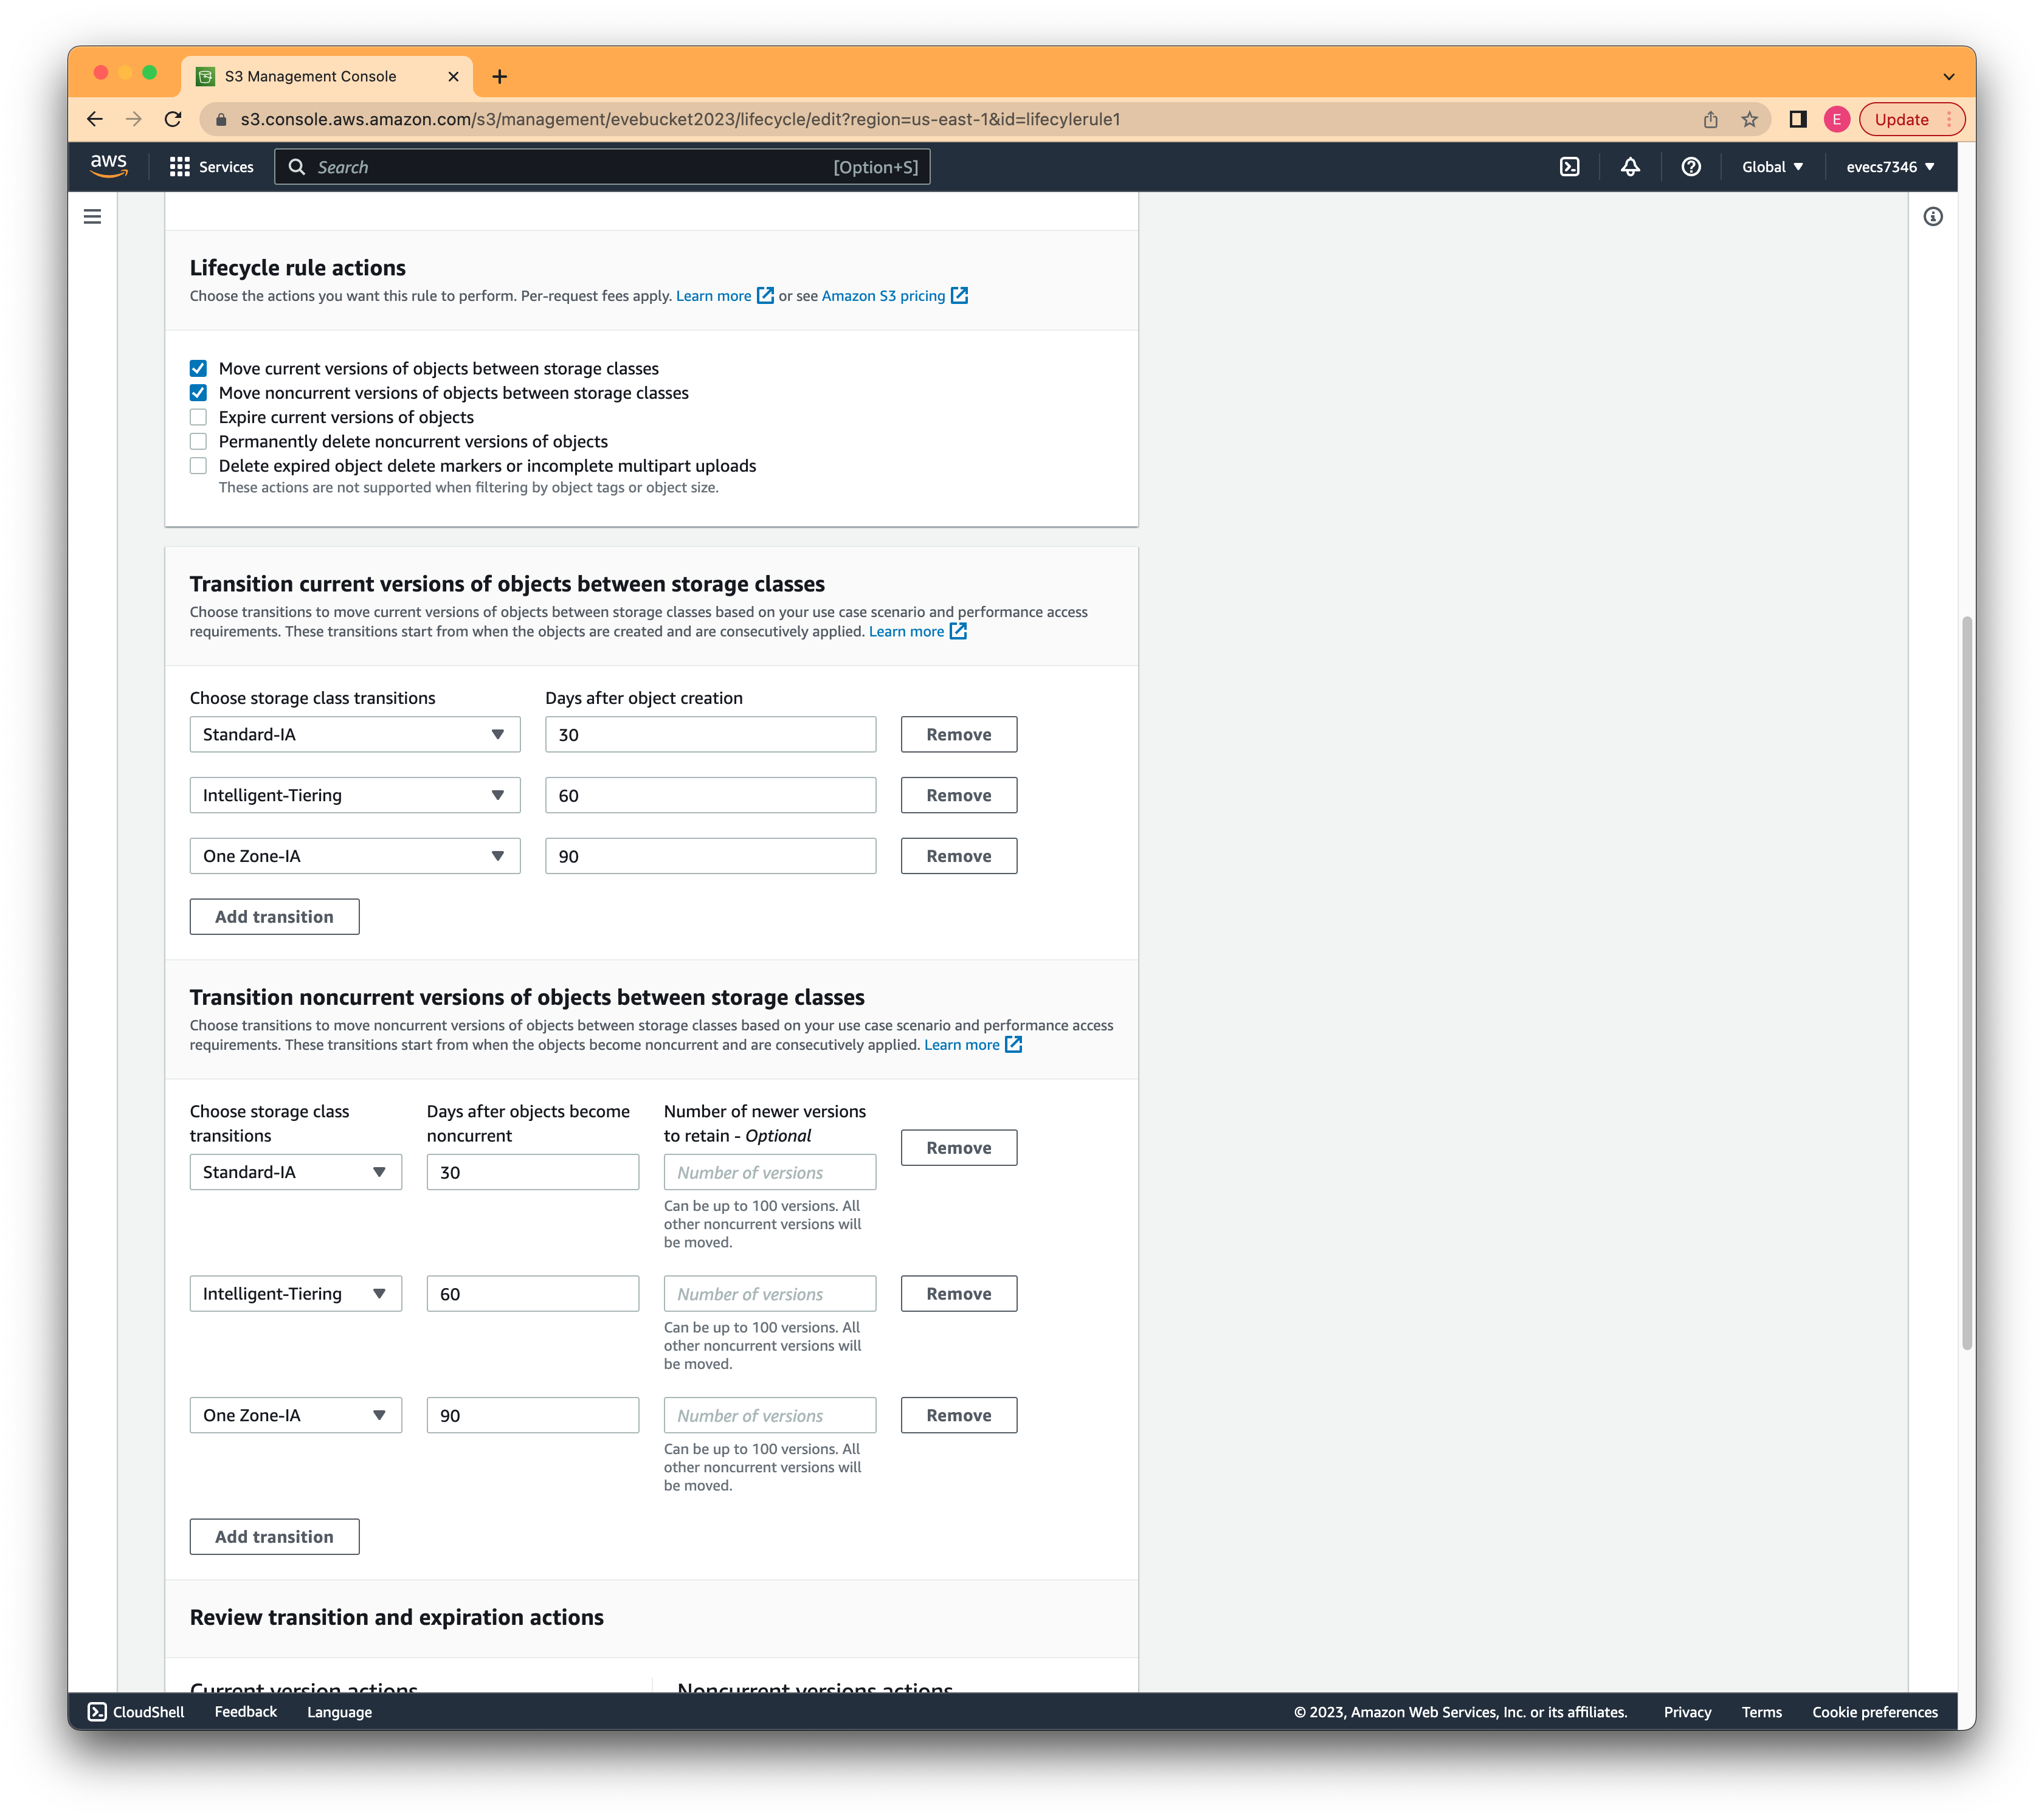 S3 Management Console
s3.console.aws.amazon.com/s3/management/evebucket2023/lifecycle/edit?region=us-east-1&id=lifecylerule1
E
Update
aws
Services
Search
[Option+S]
Global
evecs7346
Lifecycle rule actions
Choose the actions you want this rule to perform. Per-request fees apply. Learn more or see Amazon S3 pricing
Move current versions of objects between storage classes
Move noncurrent versions of objects between storage classes
Expire current versions of objects
Permanently delete noncurrent versions of objects
Delete expired object delete markers or incomplete multipart uploads
These actions are not supported when filtering by object tags or object size.
Transition current versions of objects between storage classes
Choose transitions to move current versions of objects between storage classes based on your use case scenario and performance access
requirements. These transitions start from when the objects are created and are consecutively applied. Learn more
Choose storage class transitions
Days after object creation
Standard-IA
30
Remove
Intelligent-Tiering
60
Remove
One Zone-IA
90
Remove
Add transition
Transition noncurrent versions of objects between storage classes
Choose transitions to move noncurrent versions of objects between storage classes based on your use case scenario and performance access
requirements. These transitions start from when the objects become noncurrent and are consecutively applied. Learn more
Choose storage class
transitions
Days after objects become
noncurrent
Number of newer versions
to retain - Optional
Remove
Standard-IA
30
Number of versions
Can be up to 100 versions. All
other noncurrent versions will
be moved.
Intelligent-Tiering
60
Number of versions
Remove
Can be up to 100 versions. All
other noncurrent versions will
be moved.
One Zone-IA
90
Number of versions
Remove
Can be up to 100 versions. All
other noncurrent versions will
be moved.
Add transition
Review transition and expiration actions
Current version actions
Noncurrent versions actions
CloudShell
Feedback
Language
© 2023, Amazon Web Services, Inc. or its affiliates.
Privacy
Terms
Cookie preferences